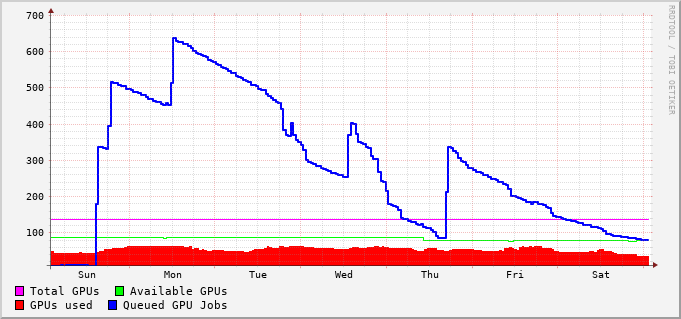 700
600
500
400
300
200
100
Sun Mon Tue Wed Thu Fri Sat
Total GPUs Available GPUs
GPUs used Queued GPU Jobs
RRDTOOL / TOBI OETIKER